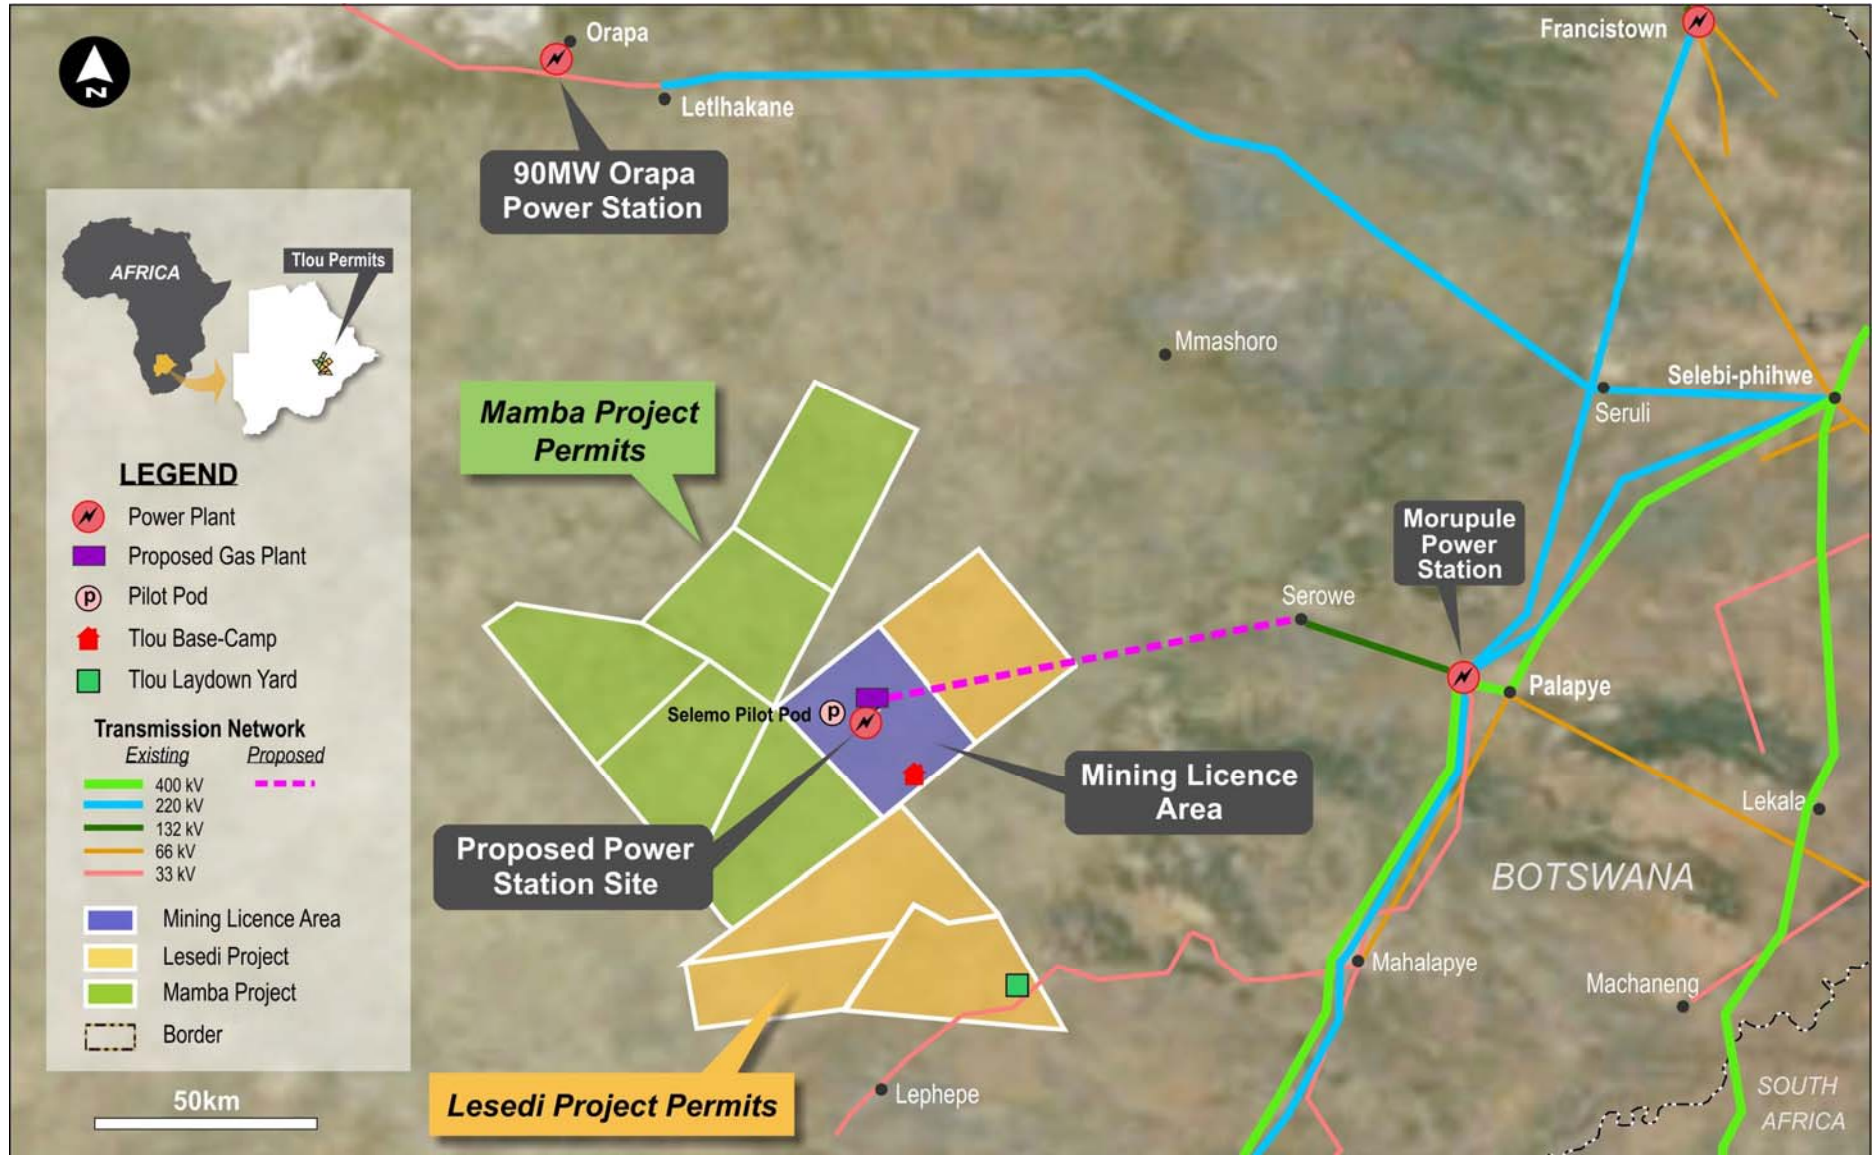 Orapa
Francistown
Letlhakane
N
90MW Orapa
Power Station
Tlou Permits
AFRICA
Mmashoro
Selebi-phihwe
Seruli
Mamba Project
Permits
LEGEND
Power Plant
Proposed Gas Plant
P
Pilot Pod
Tlou Base-Camp
Tlou Laydown Yard
Transmission Network
Existing
Proposed
400 kV
220 kV
132 kV
66 kV
33 kV
Mining Licence Area
Lesedi Project
Mamba Project
Border
50km
Morupule
Power
Station
Serowe
Palapye
Selemo Pilot Pod
P
Mining Licence
Area
Lekala
Proposed Power
Station Site
BOTSWANA
Mahalapye
Machaneng
Lephepe
Lesedi Project Permits
SOUTH
AFRICA